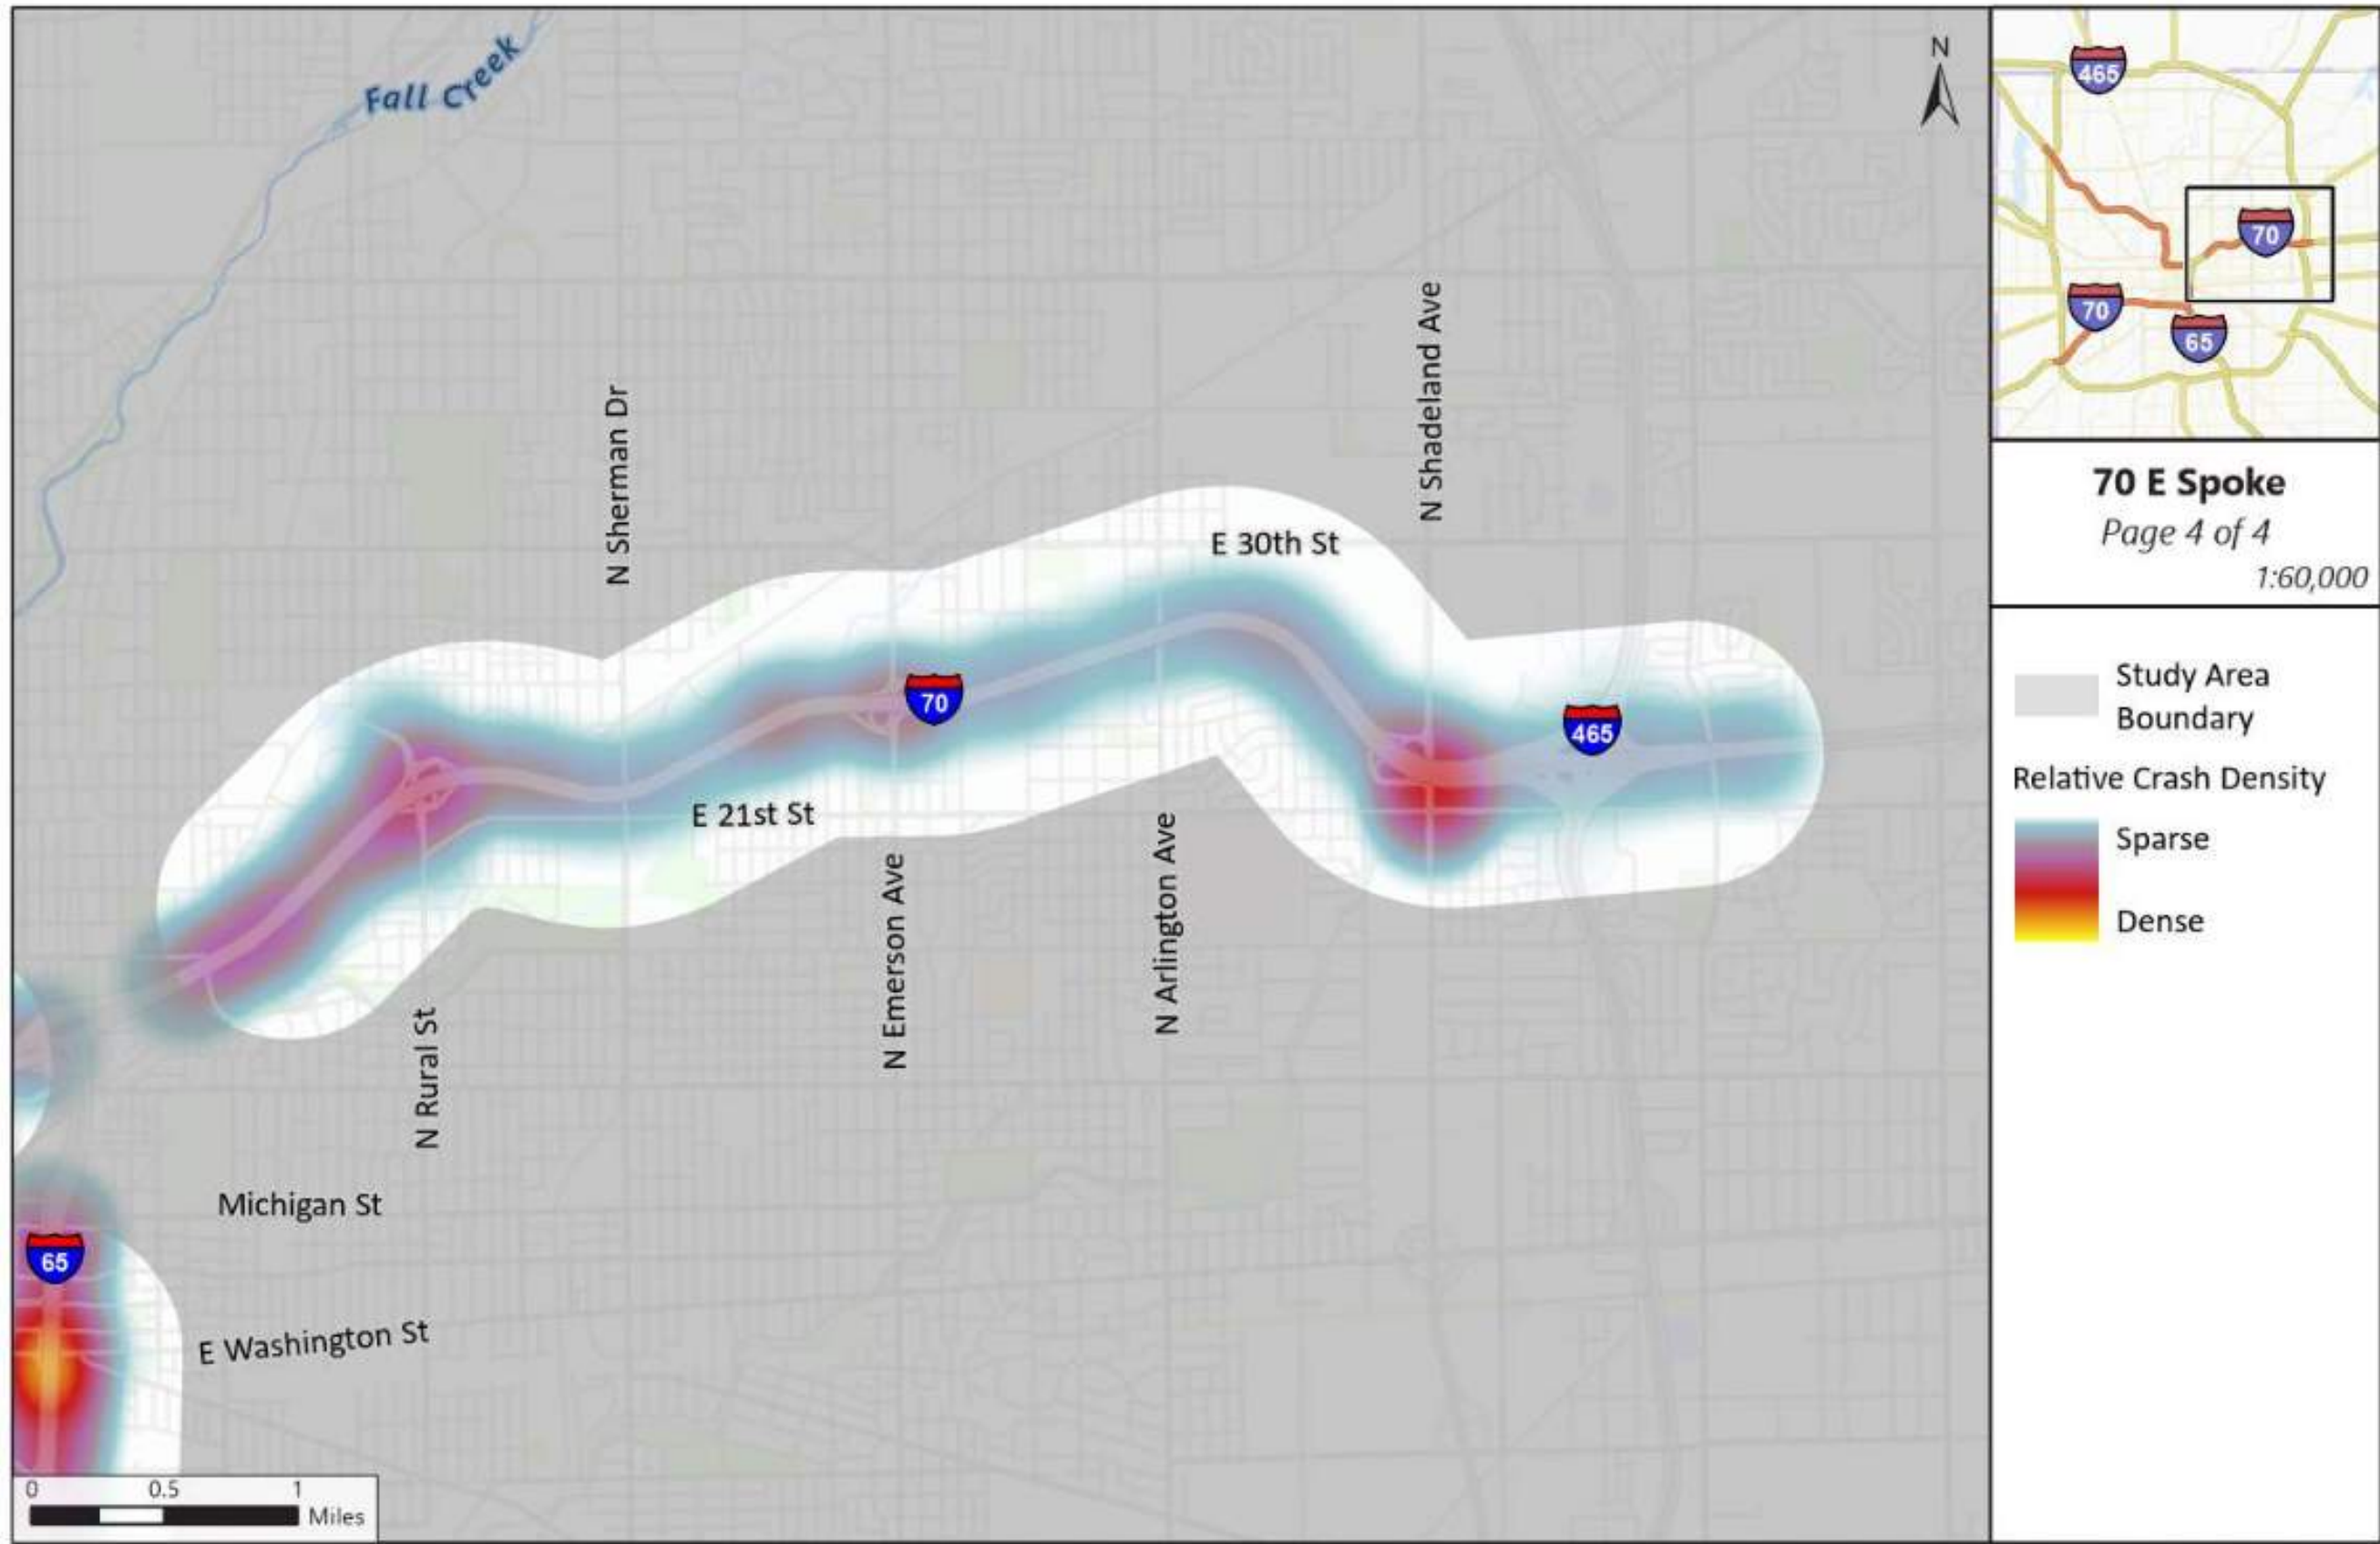 Fall Creek
N
N Sherman Dr
N Shadeland Ave
E 30th St
70
465
E 21st St
N Emerson Ave
N Arlington Ave
N Rural St
Michigan St
65
E Washington St
0 0.5 1
Miles
465
70
70
65
70 E Spoke
Page 4 of 4
1:60,000
Study Area
Boundary
Relative Crash Density
Sparse
Dense